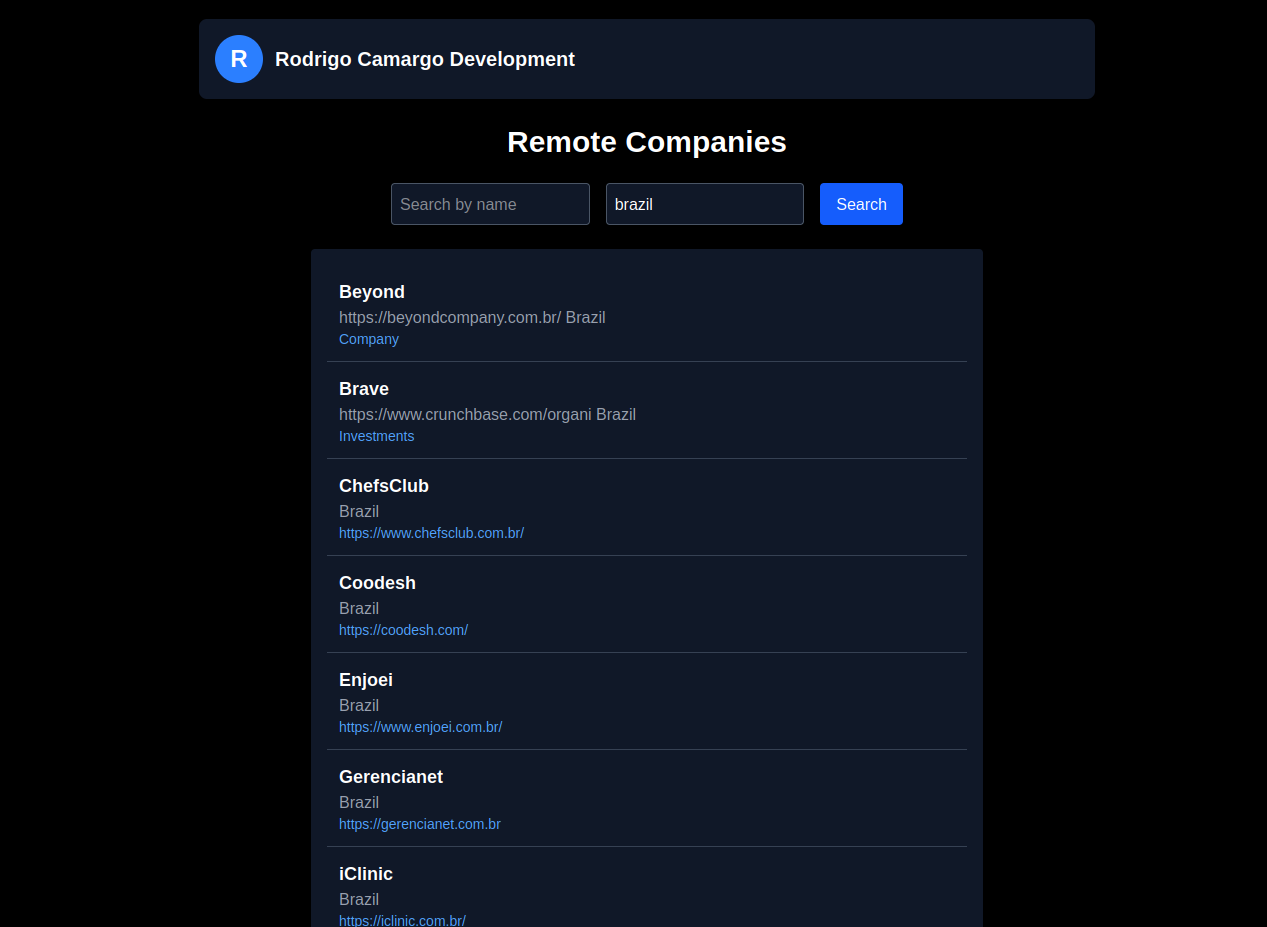 R
Rodrigo Camargo Development
Remote Companies
Search by name
brazil
Search
Beyond
https://beyondcompany.com.br/ Brazil
Company
Brave
https://www.crunchbase.com/organi Brazil
Investments
ChefsClub
Brazil
https://www.chefsclub.com.br/
Coodesh
Brazil
https://coodesh.com/
Enjoei
Brazil
https://www.enjoei.com.br/
Gerencianet
Brazil
https://gerencianet.com.br
iClinic
Brazil
https://iclinic.com.br/